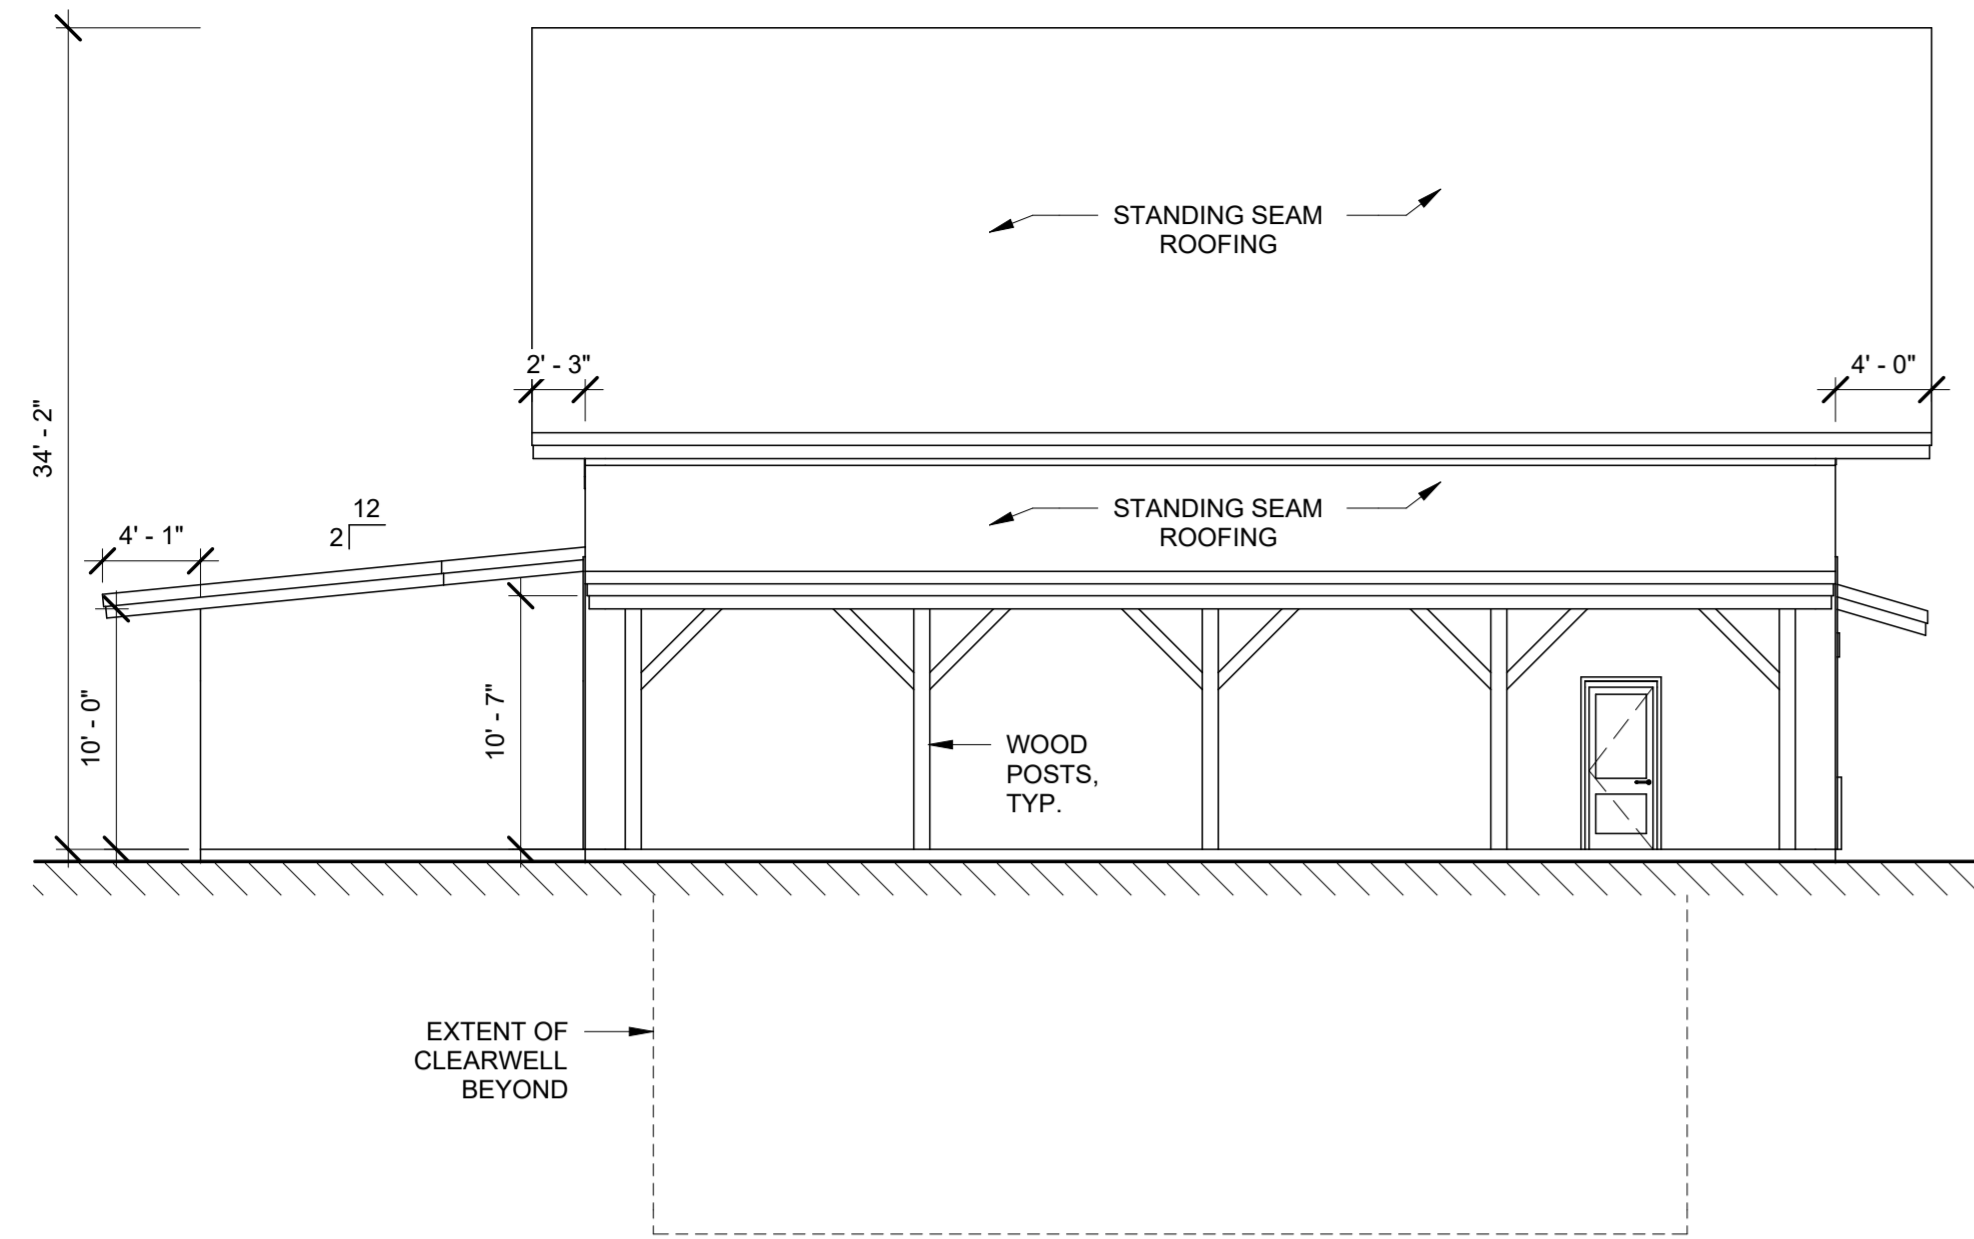 STANDING SEAM
ROOFING
2' - 3"
4' - 0"
34' - 2"
STANDING SEAM
ROOFING
12
2
4' - 1"
10' - 0"
10' - 7"
WOOD
POSTS,
TYP.
EXTENT OF
CLEARWELL
BEYOND